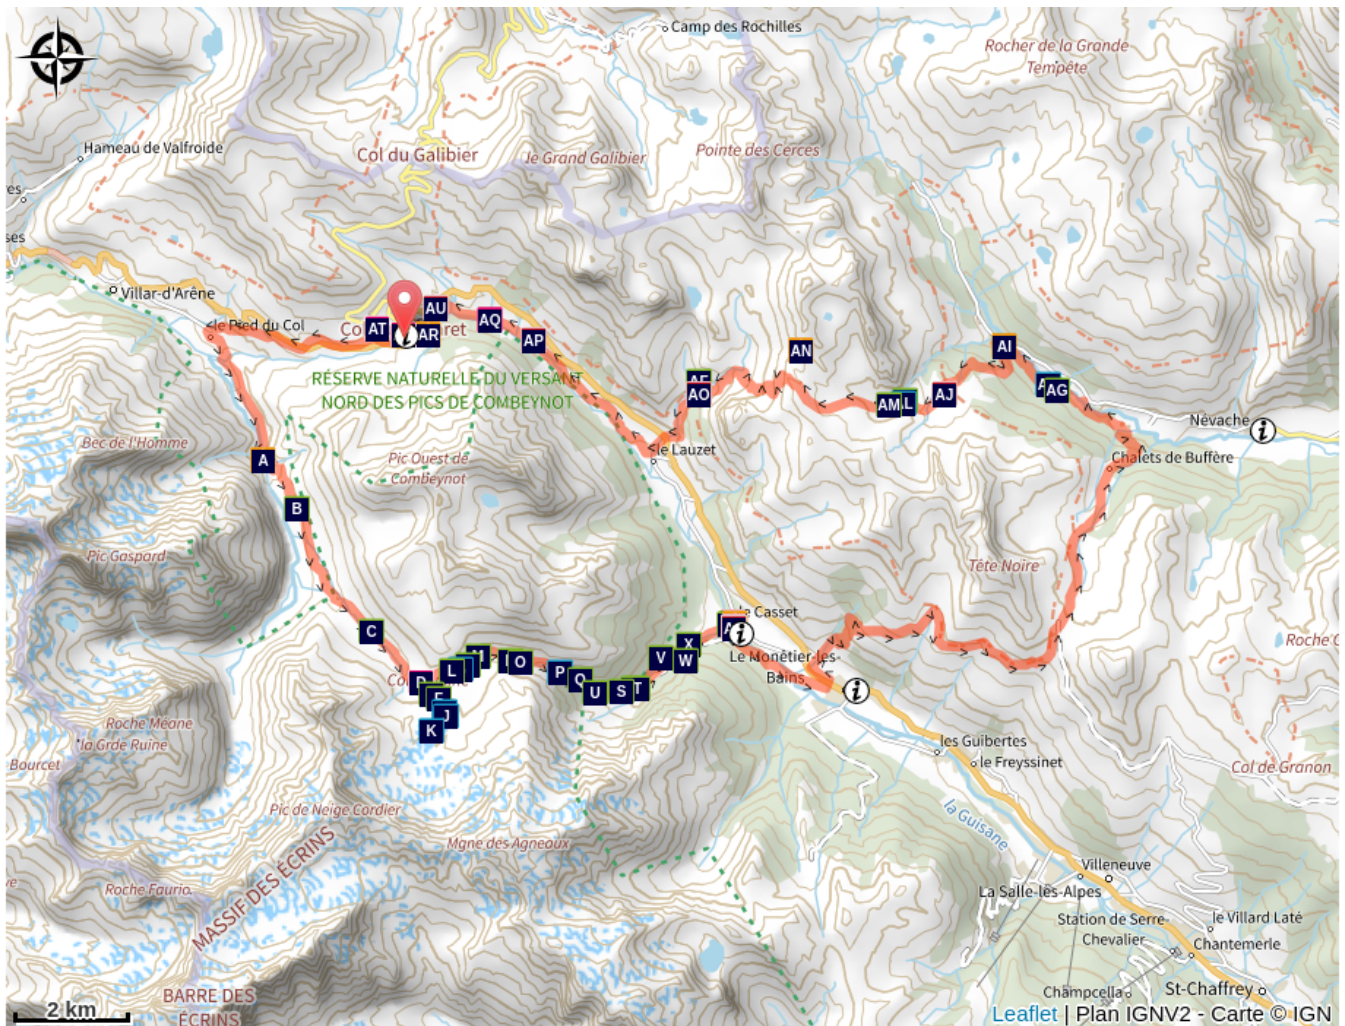 Camp des Rochilles
Rocher de la Grande
Tempête
Hameau de Valfroide
Col du Galibier
le Grand Galibier
Pointe des Cerces
res
ses
Villar-d'Arêne
le Pied du Col
AT
AU
AR
AQ
AP
AN
AI
RÉSERVE NATURELLE DU VERSANT
NORD DES PICS DE COMBEYNOT
AO
AM
AJ
AG
Névache
Bec de l'Homme
Pic Ouest de
Combeynot
le Lauzet
Chalets de Buffère
A
B
Pic Gaspard
Tête Noire
C
le Casset
X
V
W
Le Monêtier-les-
Bains
L
O
P
Q
U
S
T
D
F
J
K
Roche Méane
la Grde Ruine
Bourcet
les Guibertes
le Freyssinet
Col de Granon
Pic de Neige Cordier
Mgne des Agneaux
la Guisane
MASSIF DES ÉCRINS
Roche Faurio
Villeneuve
La Salle-les-Alpes
Station de Serre-
Chevalier
le Villard Laté
Chantemerle
Champcella
St-Chaffrey
BARRE DES
ÉCRINS
2 km
Leaflet | Plan IGNV2 - Carte © IGN